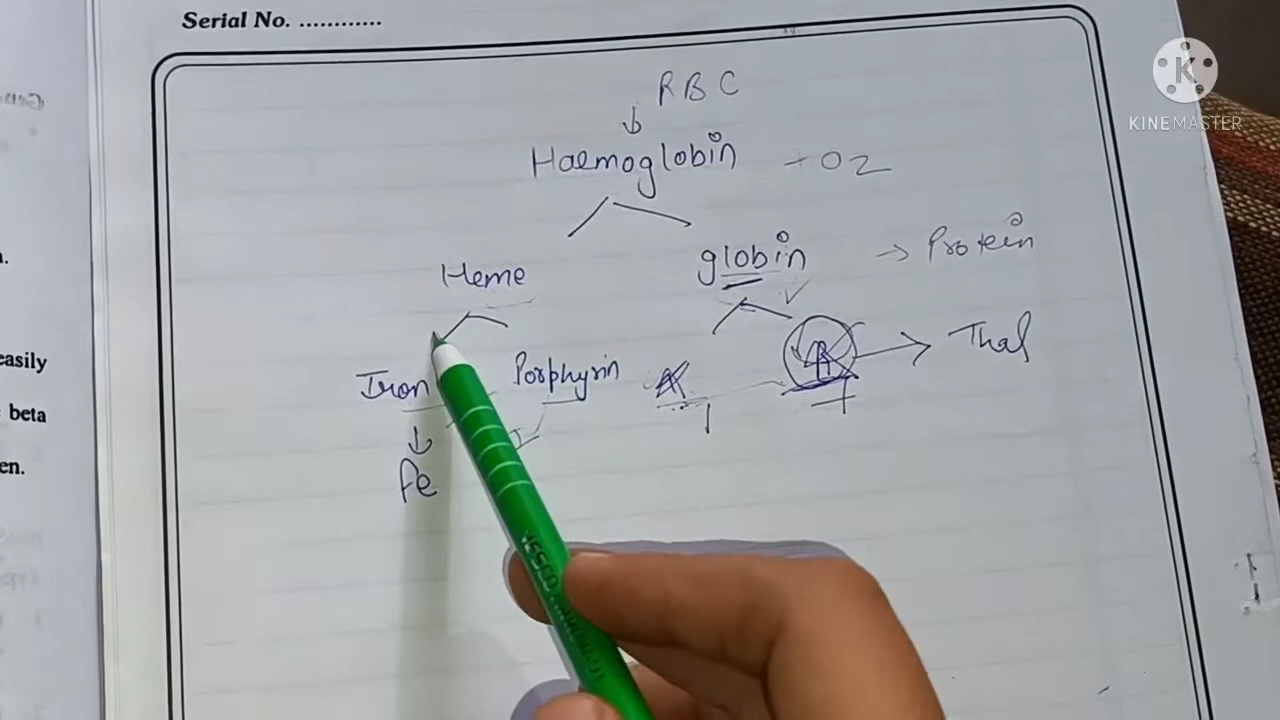 Serial No. ............
RBC
↓
Haemoglobin + O2
Heme
globin → Protein
Iron
Porphyrin
→ Thal
↓
Fe
easily
beta
en.
KINEMASTER